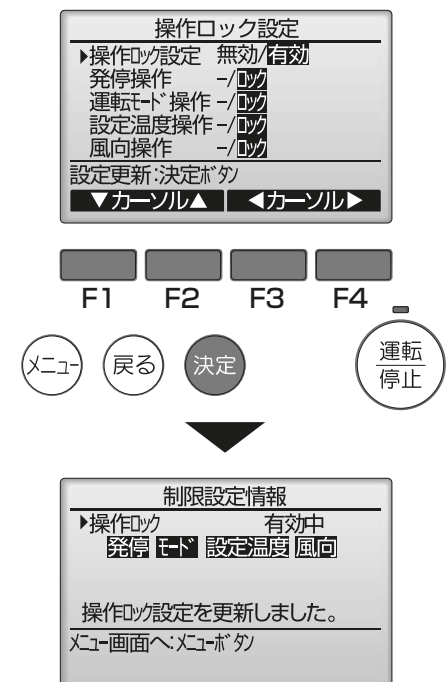 操作ロック設定
▶操作ロック設定 無効/有効
発停操作 −/ロック
運転モード操作 −/ロック
設定温度操作 −/ロック
風向操作 −/ロック
設定更新:決定ボタン
▼カーソル▲ ◀カーソル▶
F1 F2 F3 F4
メニュー 戻る 決定 運転
停止
制限設定情報
▶操作ロック 有効中
発停 モード 設定温度 風向
操作ロック設定を更新しました。
メニュー画面へ:メニューボタン